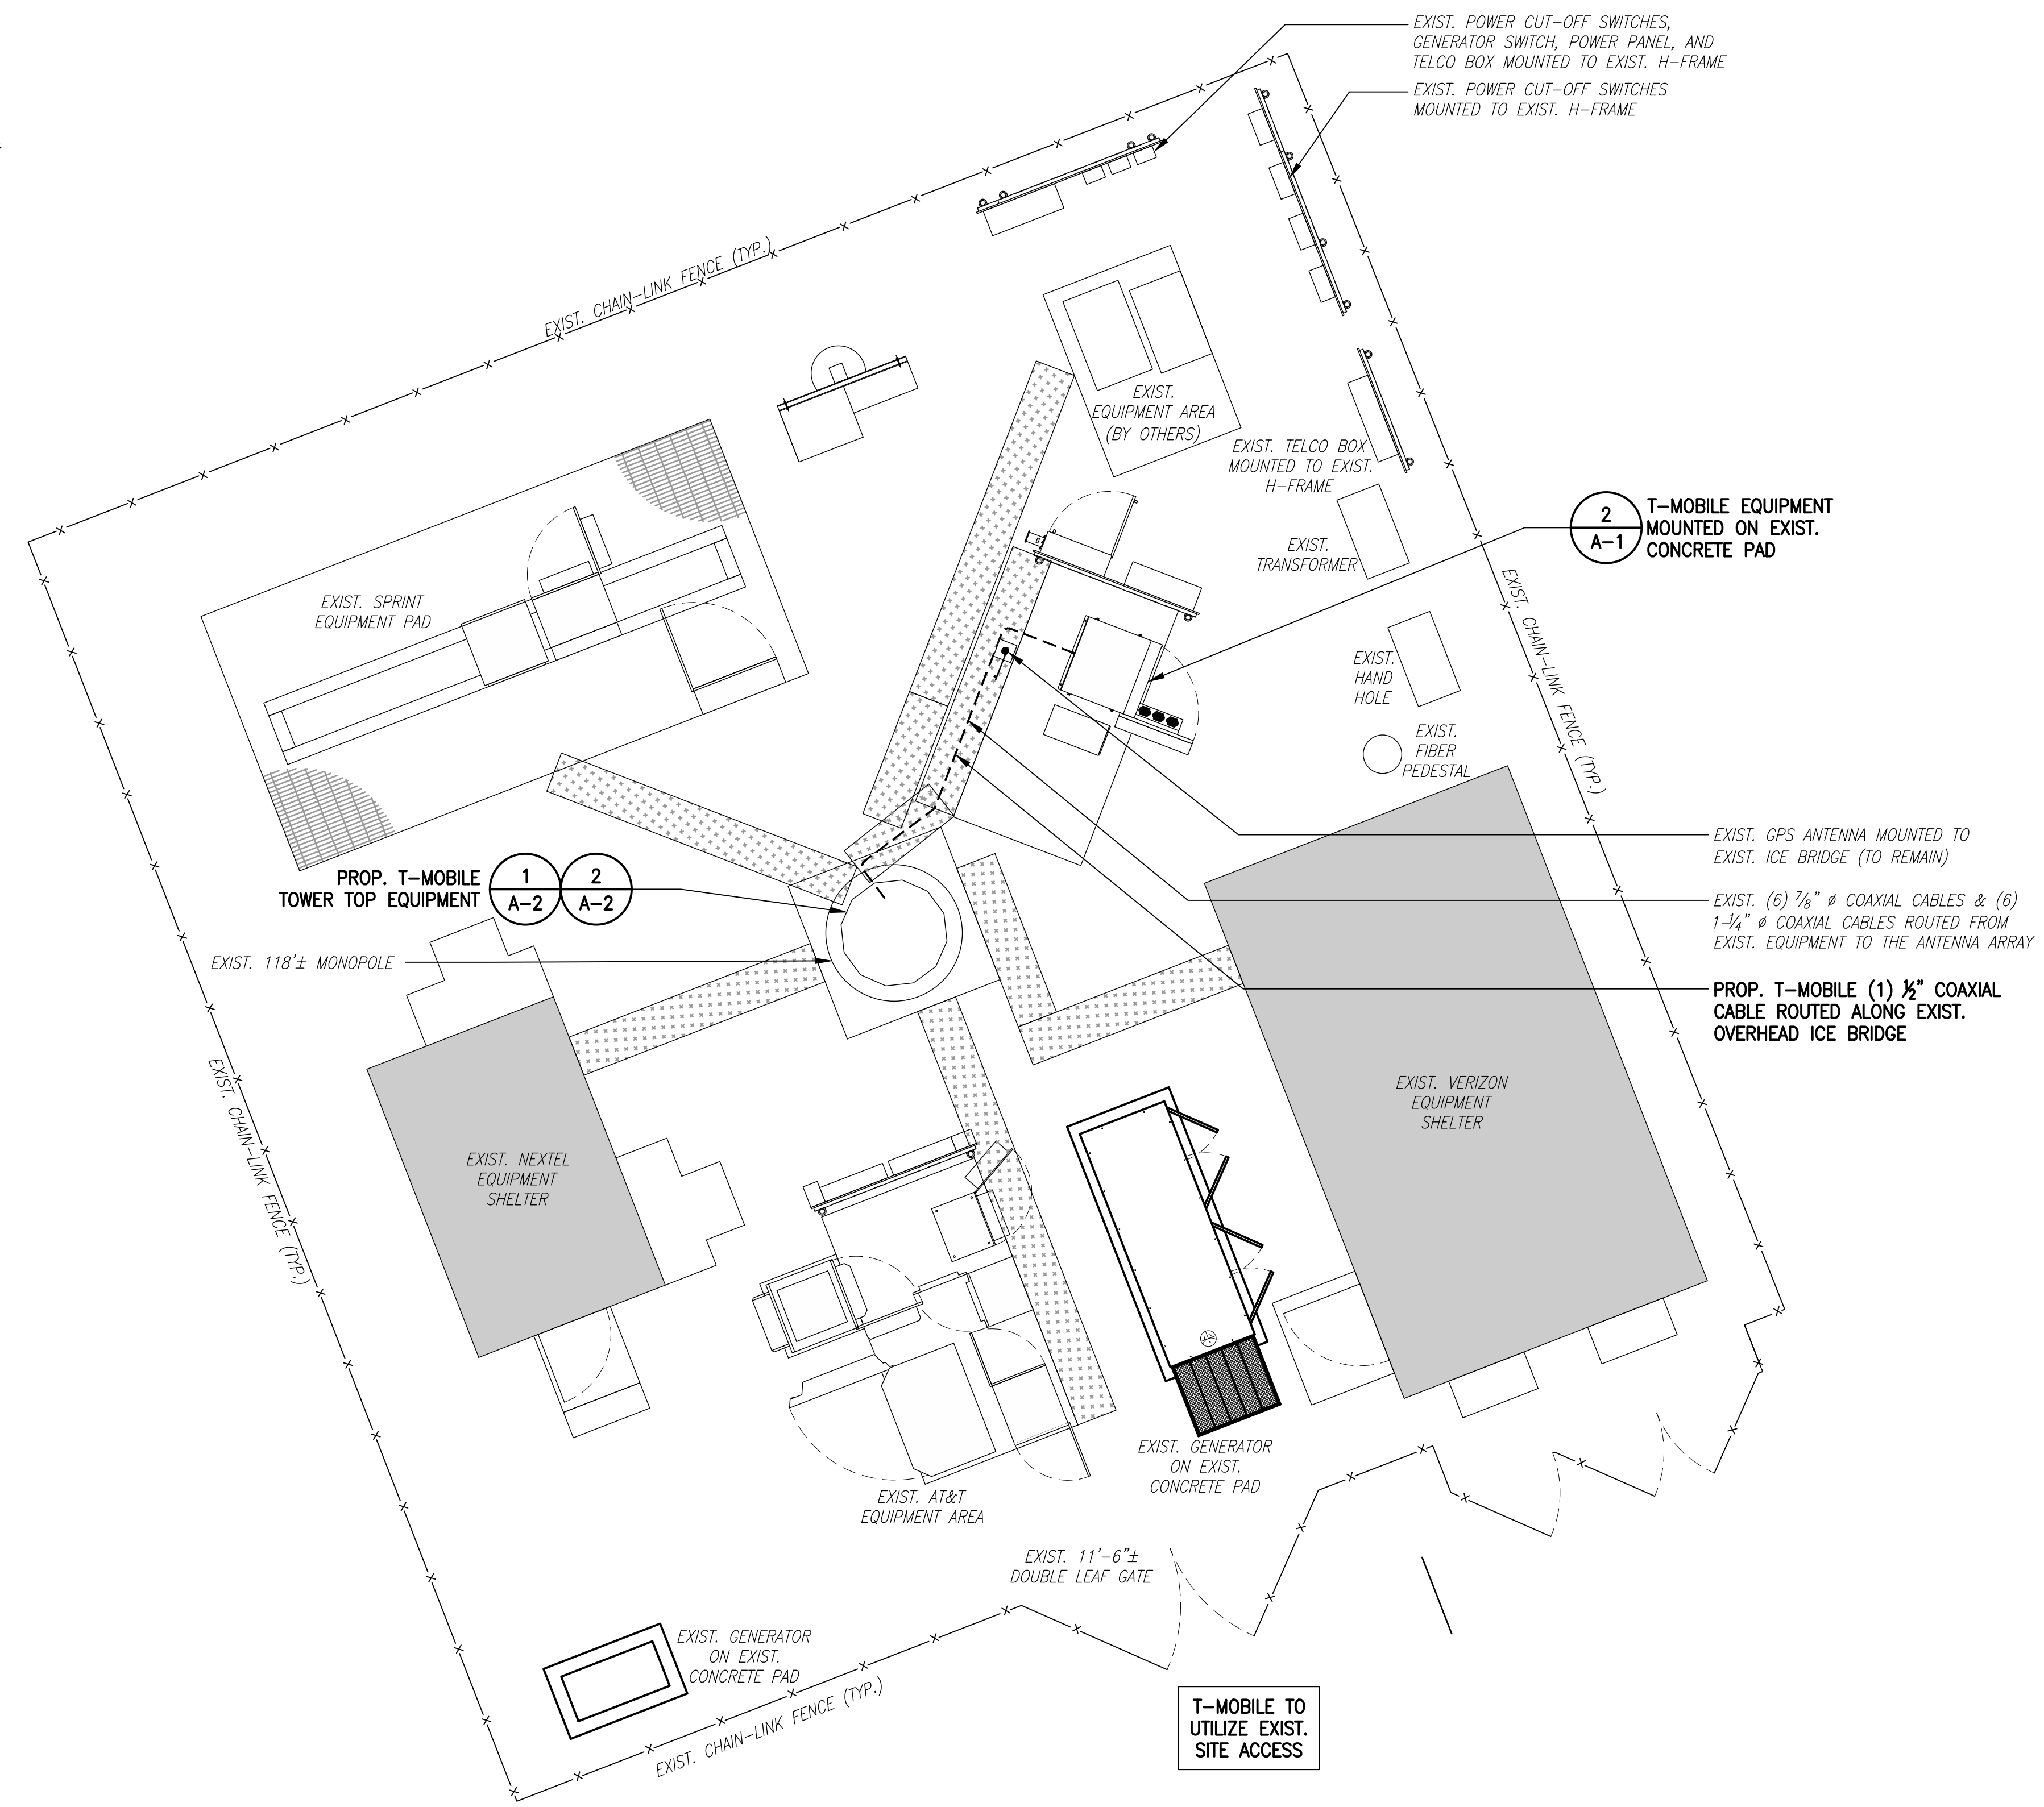 EXIST. POWER CUT-OFF SWITCHES,
GENERATOR SWITCH, POWER PANEL, AND
TELCO BOX MOUNTED TO EXIST. H-FRAME
EXIST. POWER CUT-OFF SWITCHES
MOUNTED TO EXIST. H-FRAME
EXIST. CHAIN-LINK FENCE (TYP.)
EXIST.
EQUIPMENT AREA
(BY OTHERS)
EXIST. TELCO BOX
MOUNTED TO EXIST.
H-FRAME
2
A-1
T-MOBILE EQUIPMENT
MOUNTED ON EXIST.
CONCRETE PAD
EXIST.
TRANSFORMER
EXIST. SPRINT
EQUIPMENT PAD
EXIST. CHAIN-LINK FENCE (TYP.)
EXIST.
HAND
HOLE
EXIST.
FIBER
PEDESTAL
EXIST. GPS ANTENNA MOUNTED TO
EXIST. ICE BRIDGE (TO REMAIN)
PROP. T-MOBILE
TOWER TOP EQUIPMENT
1
A-2
2
A-2
EXIST. (6) 7/8" ø COAXIAL CABLES & (6)
1-1/4" ø COAXIAL CABLES ROUTED FROM
EXIST. EQUIPMENT TO THE ANTENNA ARRAY
EXIST. 118'± MONOPOLE
PROP. T-MOBILE (1) 1/2" COAXIAL
CABLE ROUTED ALONG EXIST.
OVERHEAD ICE BRIDGE
EXIST. VERIZON
EQUIPMENT
SHELTER
EXIST. CHAIN-LINK FENCE (TYP.)
EXIST. NEXTEL
EQUIPMENT
SHELTER
EXIST. GENERATOR
ON EXIST.
CONCRETE PAD
EXIST. AT&T
EQUIPMENT AREA
EXIST. 11'-6"±
DOUBLE LEAF GATE
EXIST. GENERATOR
ON EXIST.
CONCRETE PAD
EXIST. CHAIN-LINK FENCE (TYP.)
T-MOBILE TO
UTILIZE EXIST.
SITE ACCESS